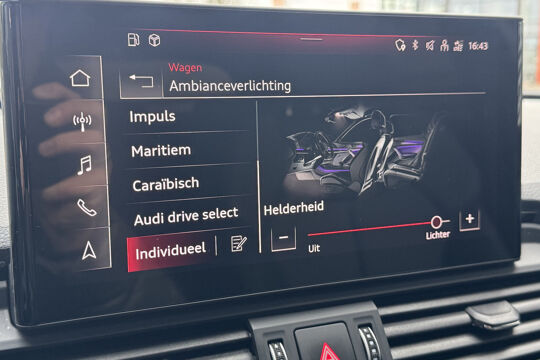 16:43
Wagen
Ambianceverlichting
Impuls
Maritiem
Caraïbisch
Audi drive select
Individueel
Helderheid
Uit
Lichter